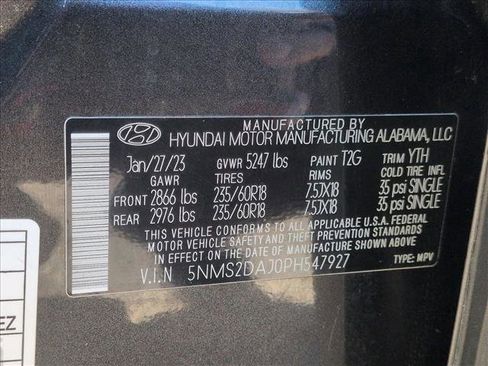 MANUFACTURED BY
HYUNDAI MOTOR MANUFACTURING ALABAMA, LLC
Jan/27/23 GVWR 5247 lbs PAINT T2G TRIM YTH
GAWR TIRES RIMS COLD TIRE INFL
FRONT 2866 lbs 235/60R18 7.5JX18 35 psi SINGLE
REAR 2976 lbs 235/60R18 7.5JX18 35 psi SINGLE
THIS VEHICLE CONFORMS TO ALL APPLICABLE U.S.A. FEDERAL
MOTOR VEHICLE SAFETY, BUMPER, AND THEFT PREVENTION STANDARDS
IN EFFECT ON THE DATE OF MANUFACTURE SHOWN ABOVE.
V.I.N 5NMS2DAJ0PH547927 TYPE: MPV
EZ